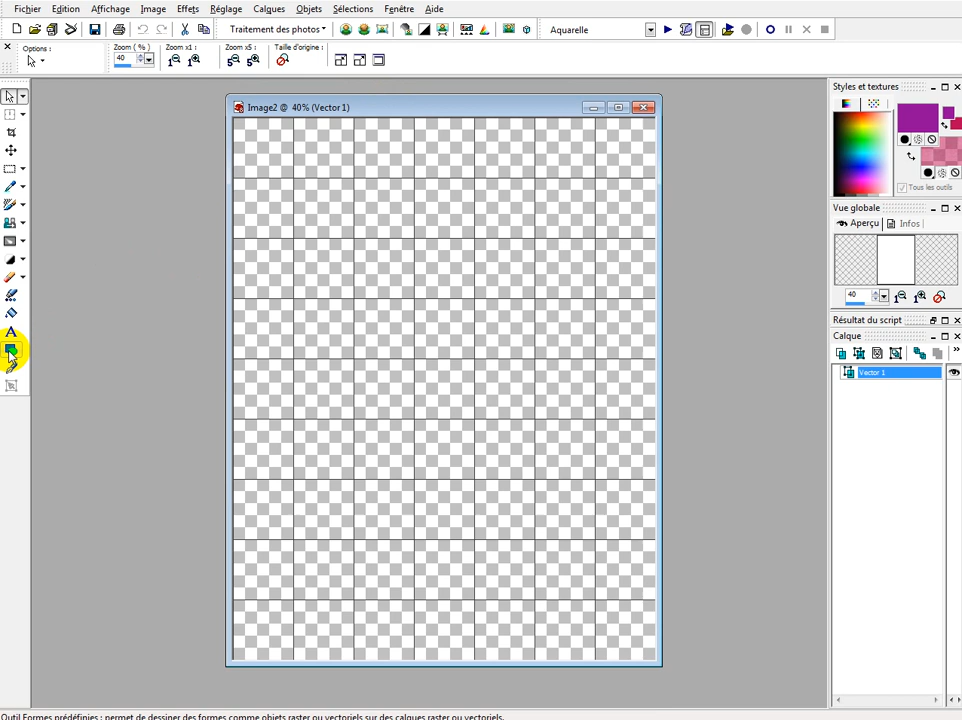 Fichier Edition Affichage Image Effets Réglage Calques Objets Sélections Fenêtre Aide
Traitement des photos
Aquarelle
Options :
Zoom ( % )
40
Zoom x1 :
Zoom x5 :
Taille d'origine :
Image2 @ 40% (Vector 1)
A
Styles et textures
Tous les outils
Vue globale
Aperçu
Infos
40
Résultat du script
Calque
Vector 1
Outil Formes prédéfinies : permet de dessiner des formes comme objets raster ou vectoriels sur des calques raster ou vectoriels.